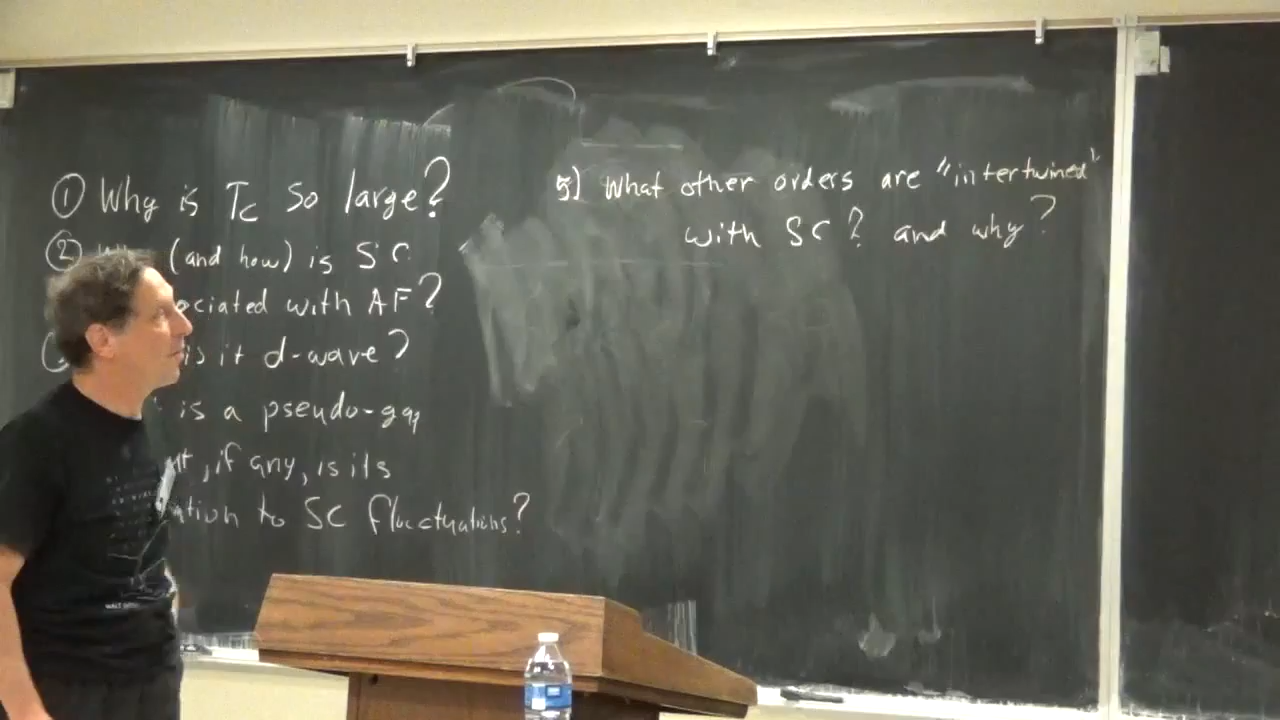 ① Why is Tc so large?
② (and how) is SC
ociated with AF?
is it d-wave?
is a pseudo-gap
, if any, is its
ation to SC fluctuations?
5) What other orders are "intertwined"
with SC? and why?